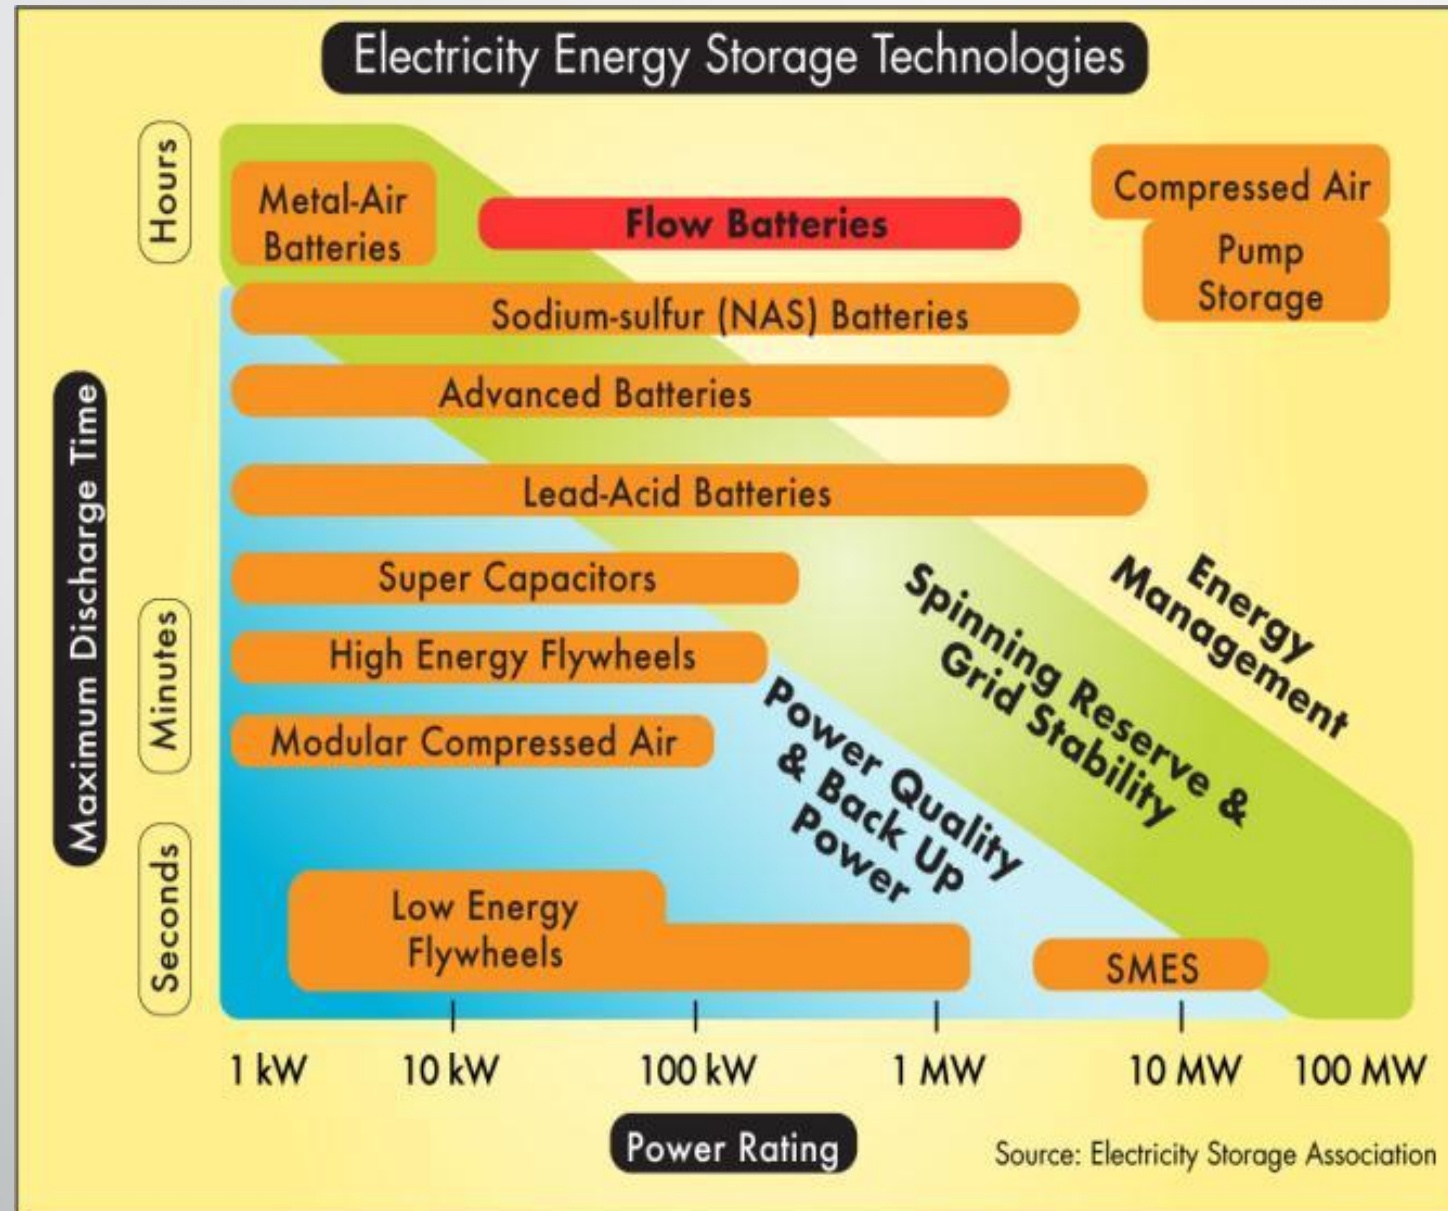 Electricity Energy Storage Technologies
Hours
Metal-Air
Batteries
Flow Batteries
Compressed Air
Pump
Storage
Sodium-sulfur (NAS) Batteries
Advanced Batteries
Lead-Acid Batteries
Maximum Discharge Time
Super Capacitors
Minutes
High Energy Flywheels
Modular Compressed Air
Energy
Management
Spinning Reserve &
Grid Stability
Power Quality
& Back Up
Power
Seconds
Low Energy
Flywheels
SMES
1 kW
10 kW
100 kW
1 MW
10 MW
100 MW
Power Rating
Source: Electricity Storage Association